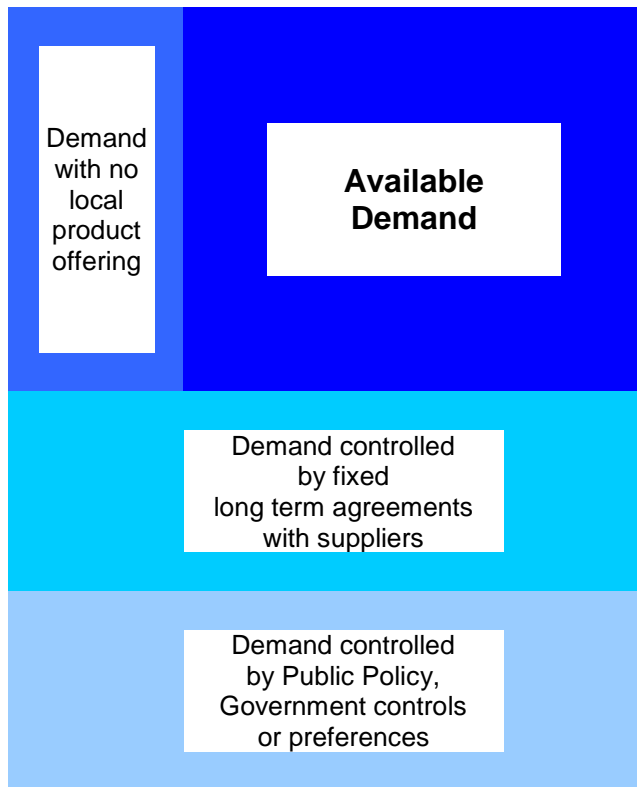 Demand
with no
local
product
offering
Available
Demand
Demand controlled
by fixed
long term agreements
with suppliers
Demand controlled
by Public Policy,
Government controls
or preferences